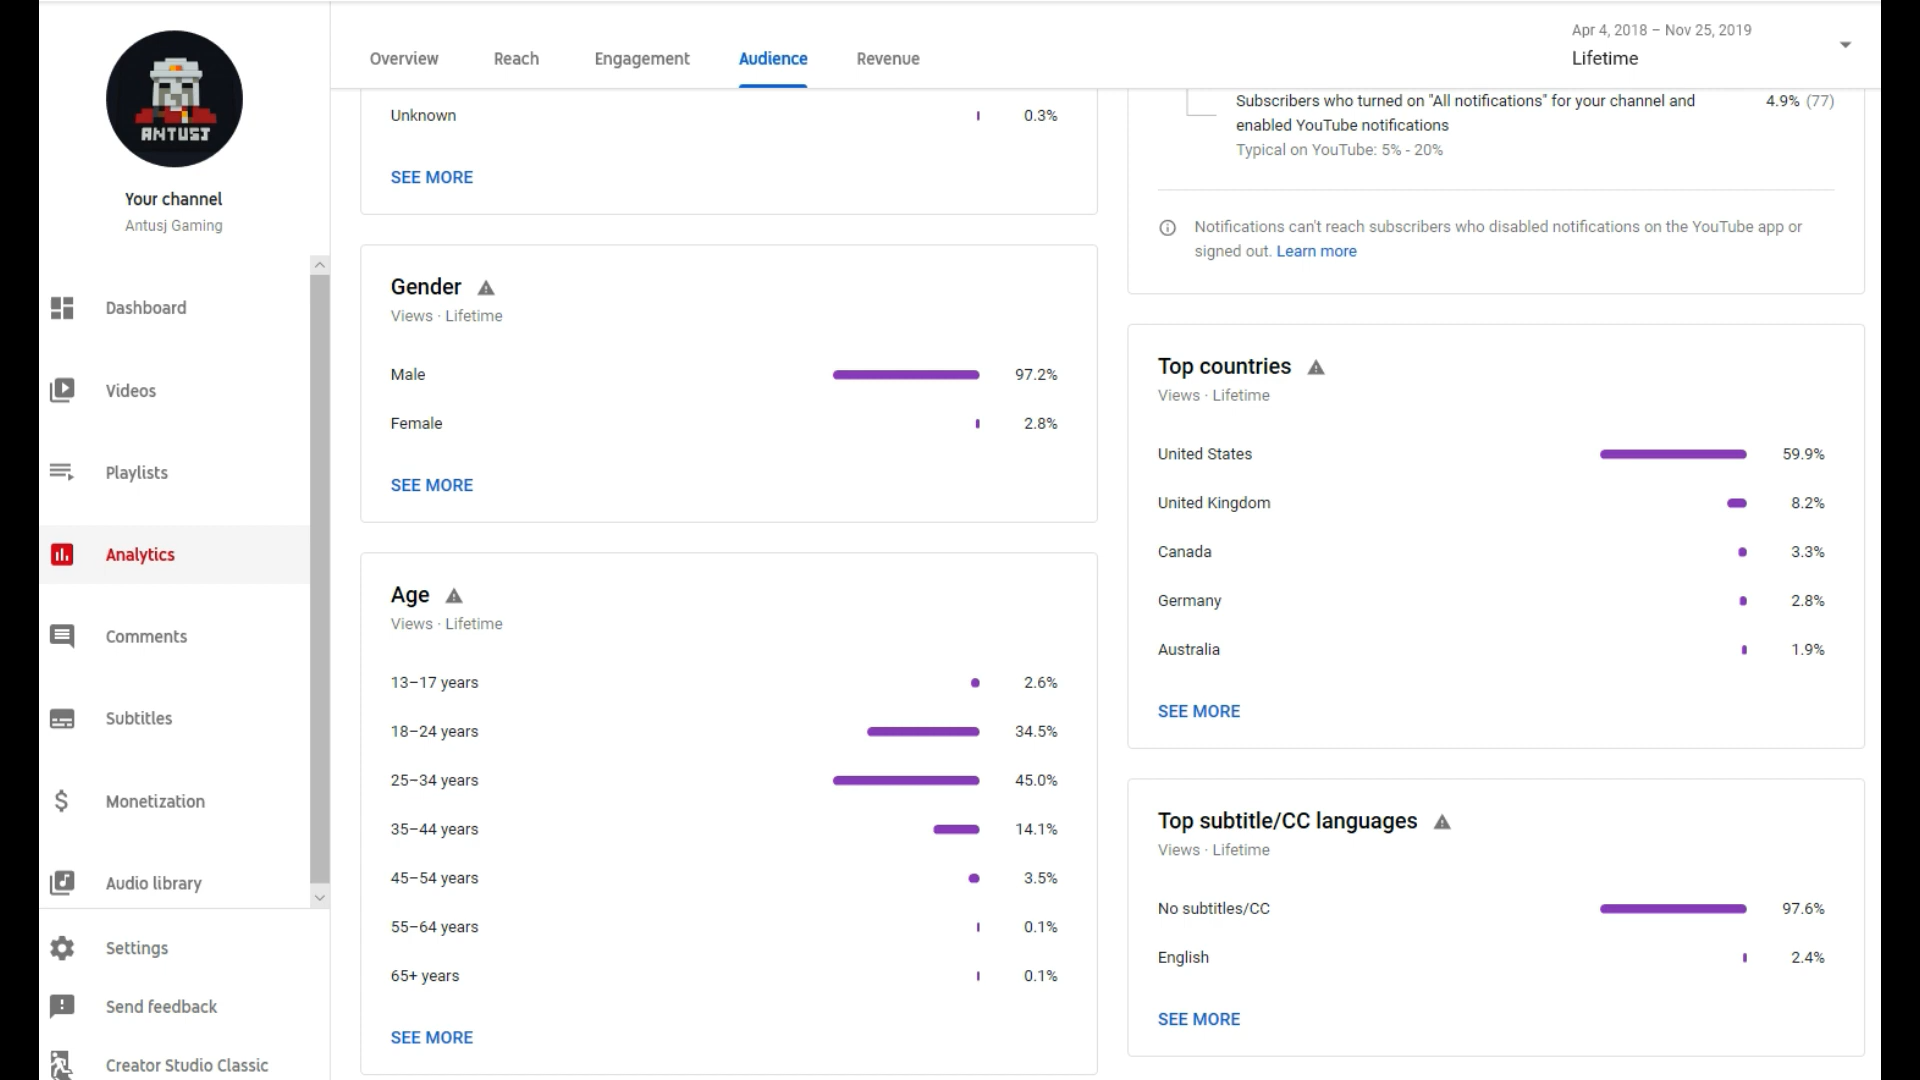 ANTUSJ
Your channel
Antusj Gaming
Dashboard
Videos
Playlists
Analytics
Comments
Subtitles
Monetization
Audio library
Settings
Send feedback
Creator Studio Classic
Overview
Reach
Engagement
Audience
Revenue
Apr 4, 2018 – Nov 25, 2019
Lifetime
Unknown 0.3%
SEE MORE
Gender
Views · Lifetime
Male 97.2%
Female 2.8%
SEE MORE
Age
Views · Lifetime
13–17 years 2.6%
18–24 years 34.5%
25–34 years 45.0%
35–44 years 14.1%
45–54 years 3.5%
55–64 years 0.1%
65+ years 0.1%
SEE MORE
Subscribers who turned on "All notifications" for your channel and 4.9% (77)
enabled YouTube notifications
Typical on YouTube: 5% - 20%
Notifications can't reach subscribers who disabled notifications on the YouTube app or
signed out. Learn more
Top countries
Views · Lifetime
United States 59.9%
United Kingdom 8.2%
Canada 3.3%
Germany 2.8%
Australia 1.9%
SEE MORE
Top subtitle/CC languages
Views · Lifetime
No subtitles/CC 97.6%
English 2.4%
SEE MORE